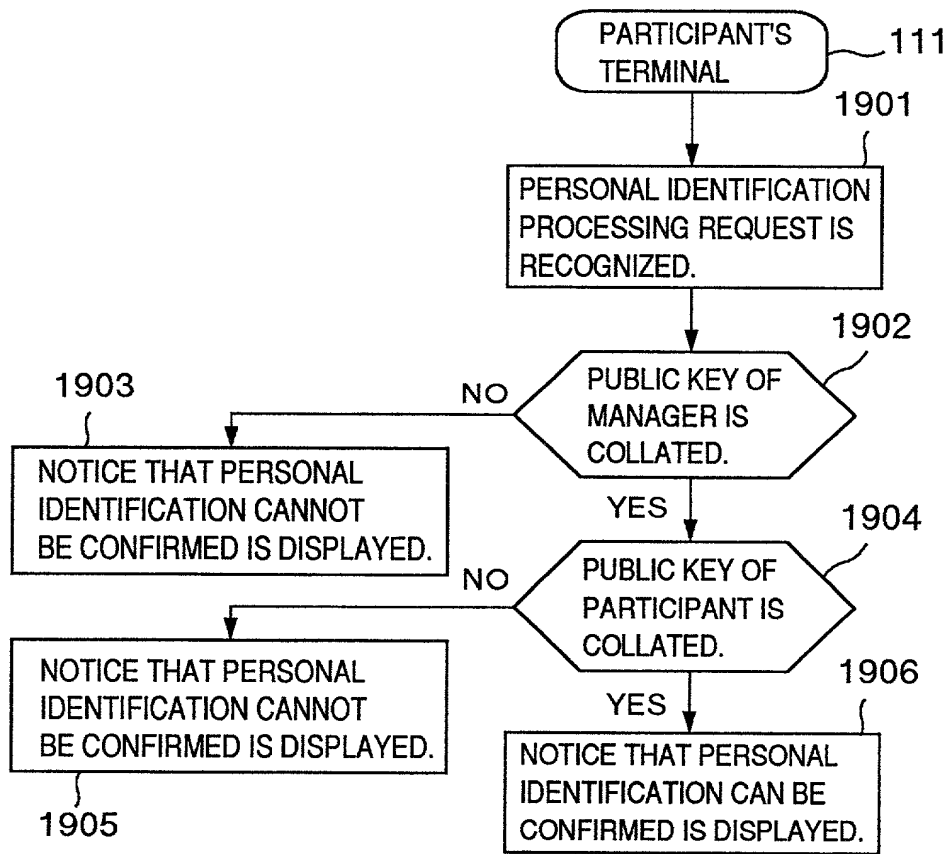 PARTICIPANT'S
TERMINAL
111
1901
PERSONAL IDENTIFICATION
PROCESSING REQUEST IS
RECOGNIZED.
1902
PUBLIC KEY OF
MANAGER IS
COLLATED.
NO
1903
NOTICE THAT PERSONAL
IDENTIFICATION CANNOT
BE CONFIRMED IS DISPLAYED.
YES
1904
PUBLIC KEY OF
PARTICIPANT IS
COLLATED.
NO
NOTICE THAT PERSONAL
IDENTIFICATION CANNOT
BE CONFIRMED IS DISPLAYED.
1905
YES
1906
NOTICE THAT PERSONAL
IDENTIFICATION CAN BE
CONFIRMED IS DISPLAYED.